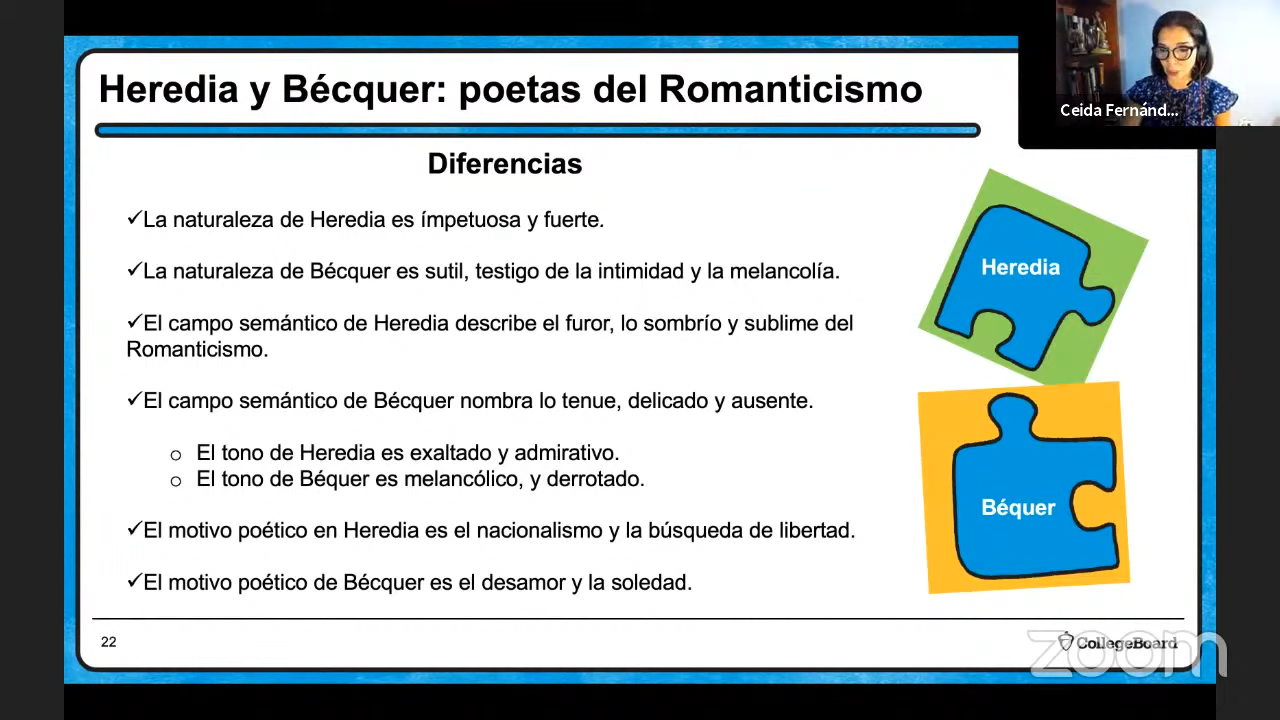 Heredia y Bécquer: poetas del Romanticismo
Ceida Fernánd...
Diferencias
✓La naturaleza de Heredia es ímpetuosa y fuerte.
✓La naturaleza de Bécquer es sutil, testigo de la intimidad y la melancolía.
✓El campo semántico de Heredia describe el furor, lo sombrío y sublime del
Romanticismo.
✓El campo semántico de Bécquer nombra lo tenue, delicado y ausente.
o El tono de Heredia es exaltado y admirativo.
o El tono de Béquer es melancólico, y derrotado.
✓El motivo poético en Heredia es el nacionalismo y la búsqueda de libertad.
✓El motivo poético de Bécquer es el desamor y la soledad.
Heredia
Béquer
22
CollegeBoard
zoom